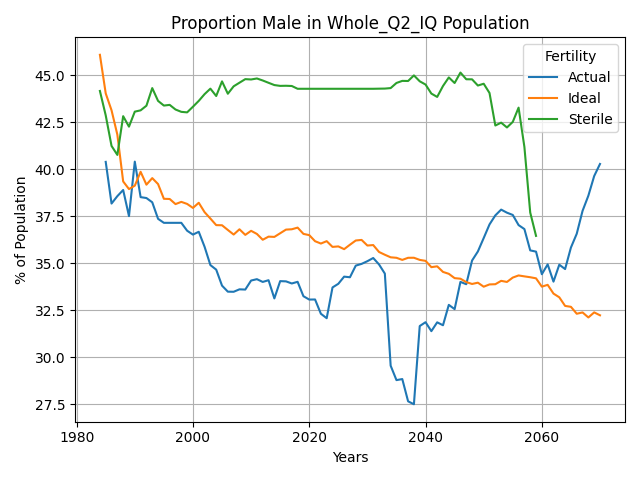 Proportion Male in Whole_Q2_IQ Population
Fertility
Actual
Ideal
Sterile
% of Population
45.0
42.5
40.0
37.5
35.0
32.5
30.0
27.5
1980
2000
2020
2040
2060
Years